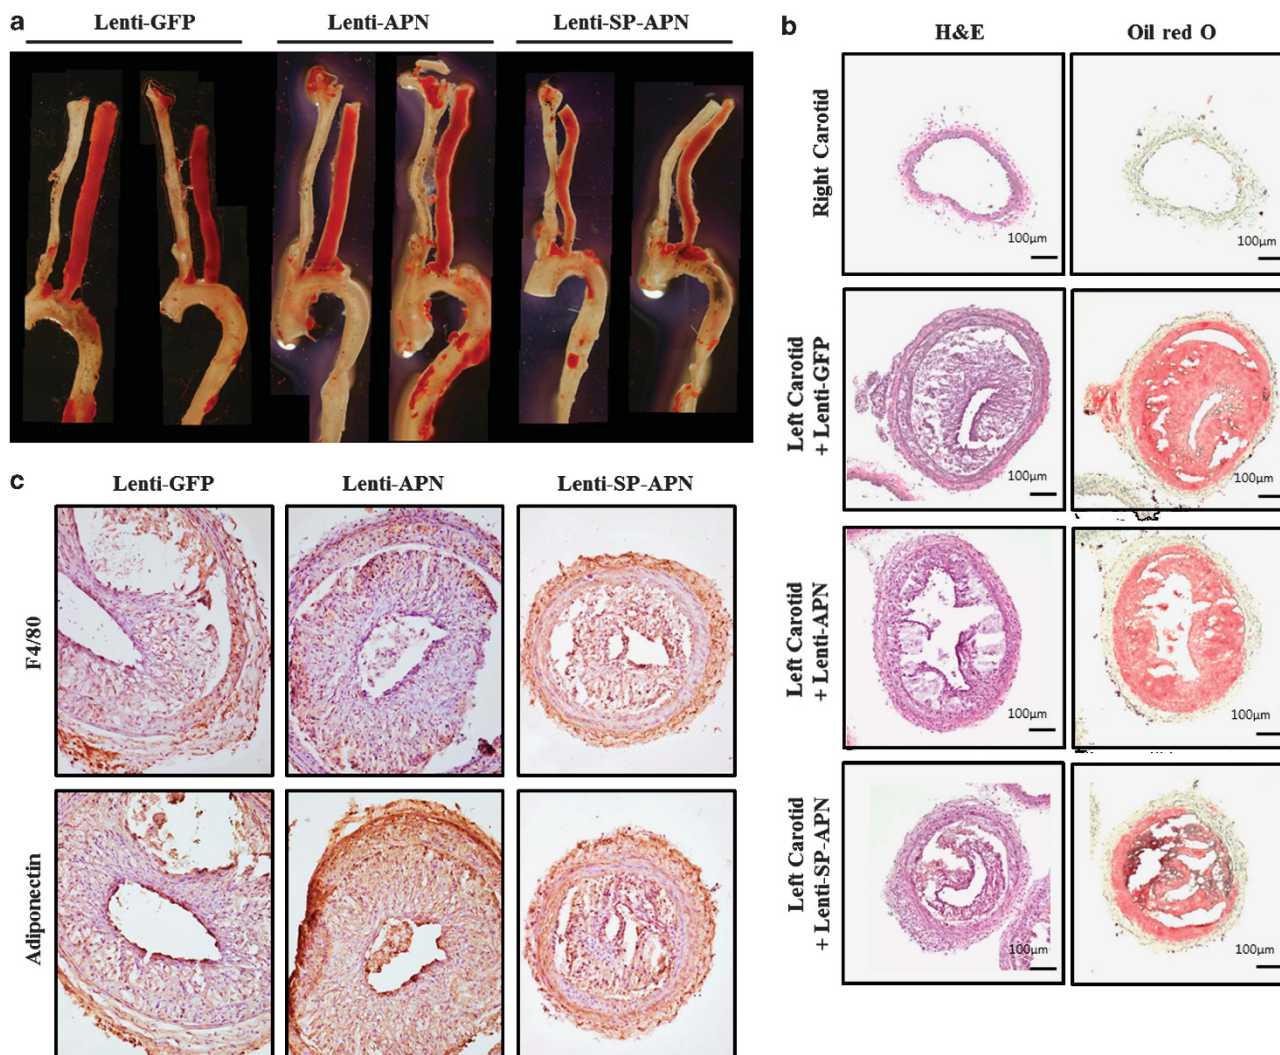 a
Lenti-GFP
Lenti-APN
Lenti-SP-APN
b
H&E
Oil red O
Right Carotid
100µm
100µm
Left Carotid
+ Lenti-GFP
100µm
100µm
Left Carotid
+ Lenti-APN
100µm
100µm
Left Carotid
+ Lenti-SP-APN
100µm
100µm
c
Lenti-GFP
Lenti-APN
Lenti-SP-APN
F4/80
Adiponectin